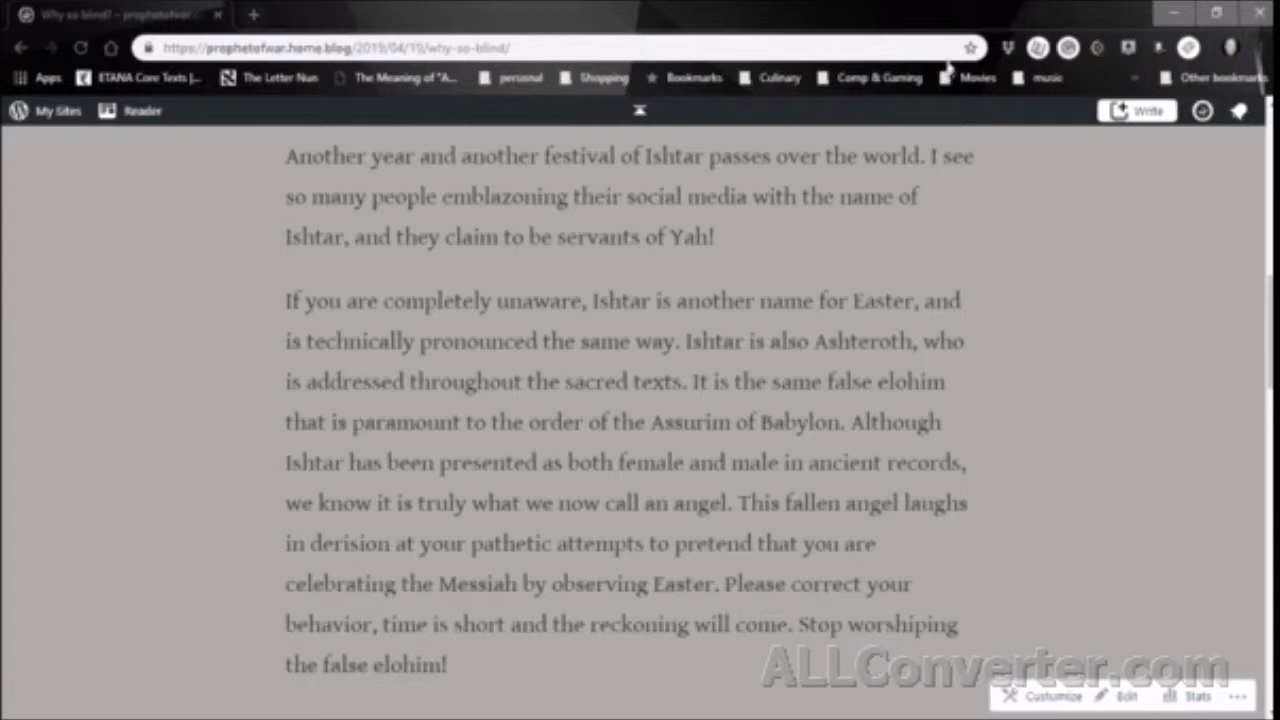 Why so blind? – prophetofwar
https://prophetofwar.home.blog/2019/04/19/why-so-blind/
Apps ETANA Core Texts |... The Letter Nun The Meaning of "A... personal Shopping Bookmarks Culinary Comp & Gaming Movies music Other bookmarks
My Sites Reader Write
Another year and another festival of Ishtar passes over the world. I see
so many people emblazoning their social media with the name of
Ishtar, and they claim to be servants of Yah!
If you are completely unaware, Ishtar is another name for Easter, and
is technically pronounced the same way. Ishtar is also Ashteroth, who
is addressed throughout the sacred texts. It is the same false elohim
that is paramount to the order of the Assurim of Babylon. Although
Ishtar has been presented as both female and male in ancient records,
we know it is truly what we now call an angel. This fallen angel laughs
in derision at your pathetic attempts to pretend that you are
celebrating the Messiah by observing Easter. Please correct your
behavior, time is short and the reckoning will come. Stop worshiping
the false elohim!
ALLConverter.com
Customize Edit Stats ...